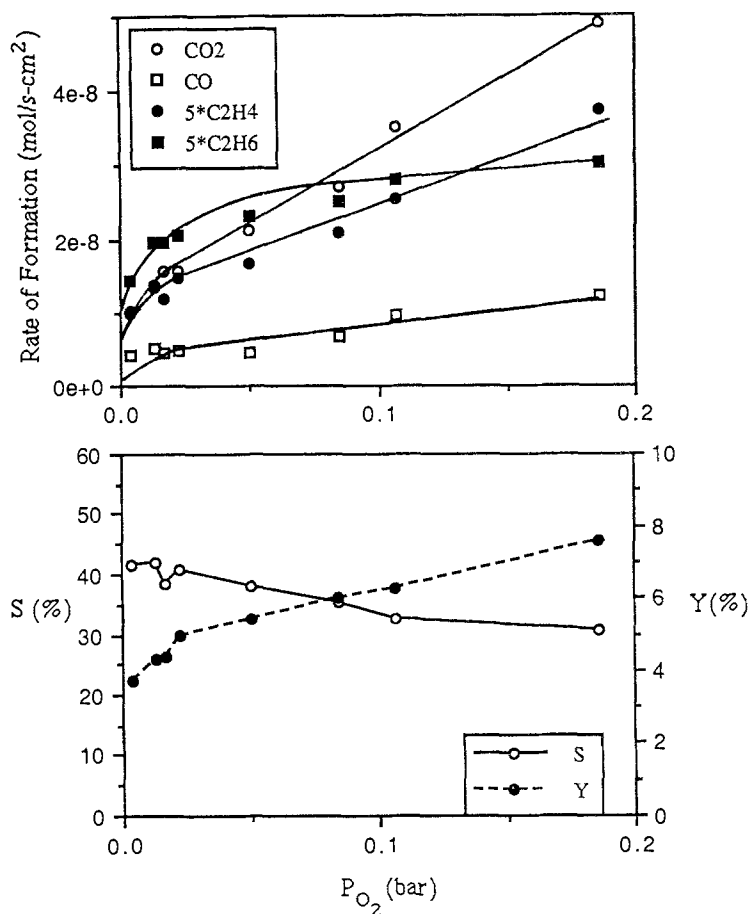 Rate of Formation (mol/s-cm²)
CO2
CO
5*C2H4
5*C2H6
4e-8
2e-8
0e+0
0.0
0.1
0.2
S (%)
60
50
40
30
20
10
0
Y(%)
10
8
6
4
2
0
S
Y
0.0
0.1
0.2
P_O₂ (bar)